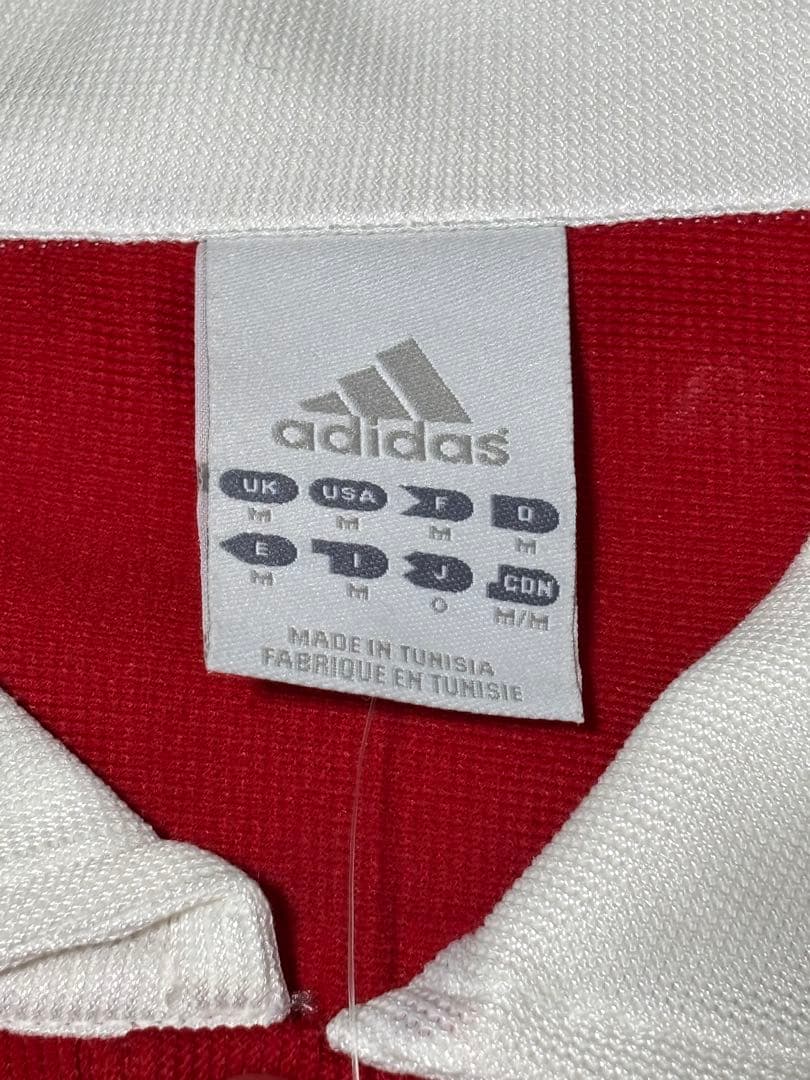 adidas
UK USA F D
M M M M
E I J CDN
M M O M/M
MADE IN TUNISIA
FABRIQUE EN TUNISIE